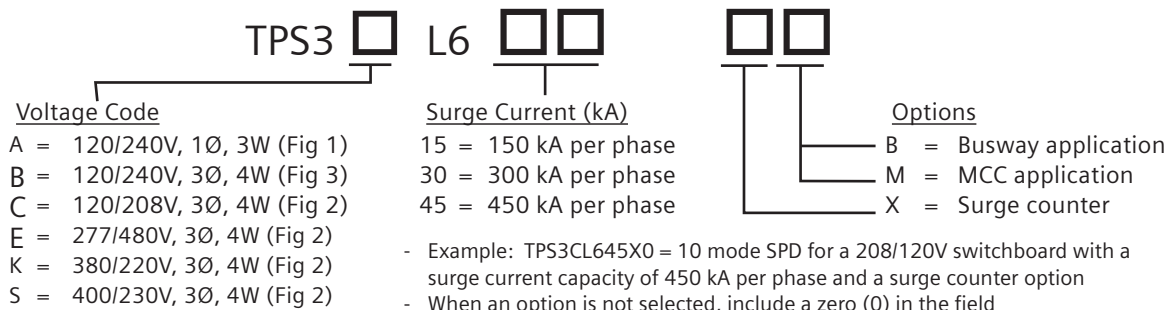 TPS3 □ L6 □□ □□
Voltage Code
A = 120/240V, 1Ø, 3W (Fig 1)
B = 120/240V, 3Ø, 4W (Fig 3)
C = 120/208V, 3Ø, 4W (Fig 2)
E = 277/480V, 3Ø, 4W (Fig 2)
K = 380/220V, 3Ø, 4W (Fig 2)
S = 400/230V, 3Ø, 4W (Fig 2)
Surge Current (kA)
15 = 150 kA per phase
30 = 300 kA per phase
45 = 450 kA per phase
Options
B = Busway application
M = MCC application
X = Surge counter
- Example: TPS3CL645X0 = 10 mode SPD for a 208/120V switchboard with a
surge current capacity of 450 kA per phase and a surge counter option
- When an option is not selected, include a zero (0) in the field